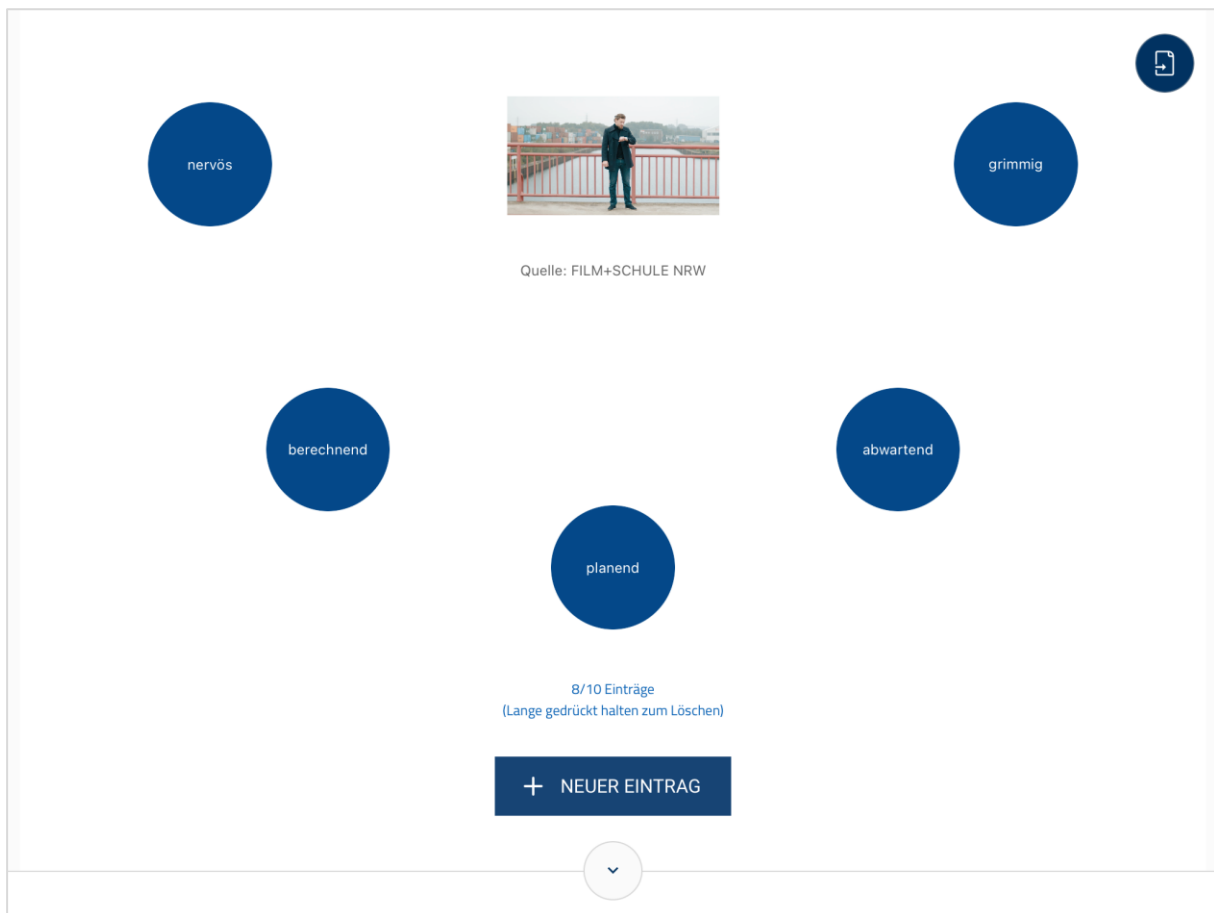 nervös
grimmig
Quelle: FILM+SCHULE NRW
berechnend
abwartend
planend
8/10 Einträge
(Lange gedrückt halten zum Löschen)
+ NEUER EINTRAG